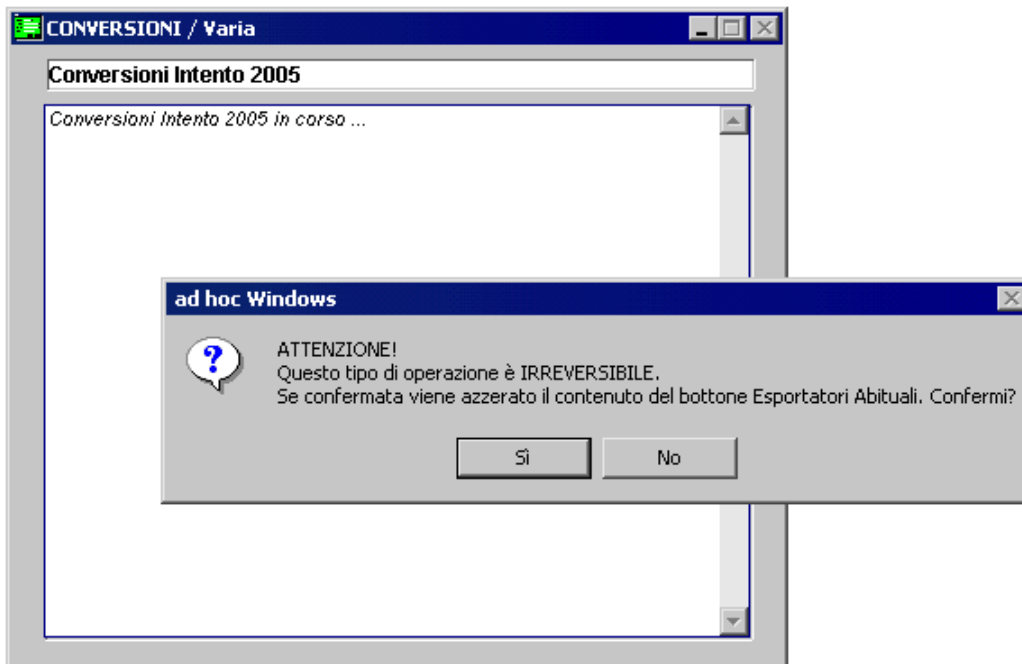 CONVERSIONI / Varia
Conversioni Intento 2005
Conversioni Intento 2005 in corso ...
ad hoc Windows
ATTENZIONE!
Questo tipo di operazione è IRREVERSIBILE.
Se confermata viene azzerato il contenuto del bottone Esportatori Abituali. Confermi?
Sì
No